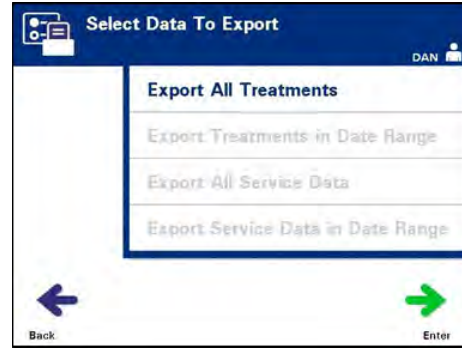 Select Data To Export
DAN
Export All Treatments
Export Treatments in Date Range
Export All Service Data
Export Service Data in Date Range
Back
Enter